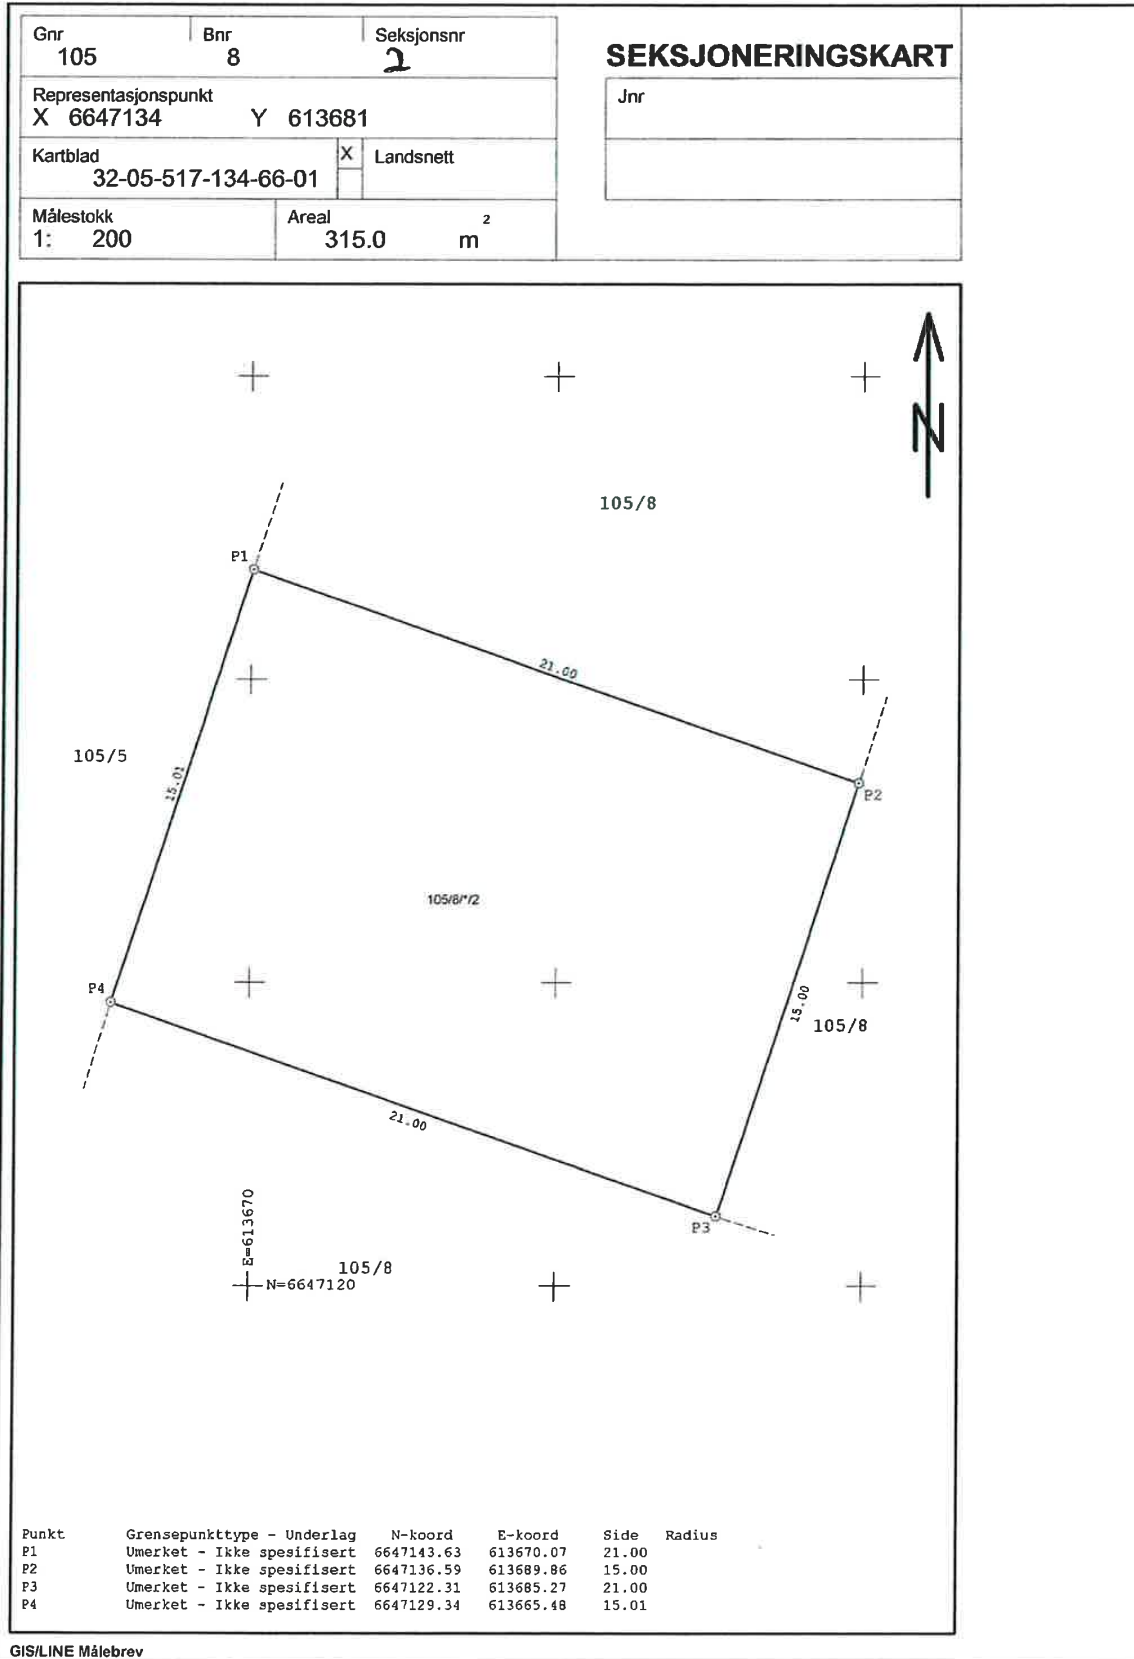 Gnr Bnr Seksjonsnr
105 8 2
SEKSJONERINGSKART
Representasjonspunkt
X 6647134 Y 613681
Jnr
Kartblad X Landsnett
32-05-517-134-66-01
Målestokk Areal 2
1: 200 315.0 m
N
105/8
P1
21.00
105/5
15.01
P2
105/8/*/2
P4
15.00
105/8
21.00
P3
E=613670
105/8
N=6647120
Punkt Grensepunkttype - Underlag N-koord E-koord Side Radius
P1 Umerket - Ikke spesifisert 6647143.63 613670.07 21.00
P2 Umerket - Ikke spesifisert 6647136.59 613689.86 15.00
P3 Umerket - Ikke spesifisert 6647122.31 613685.27 21.00
P4 Umerket - Ikke spesifisert 6647129.34 613665.48 15.01
GIS/LINE Målebrev